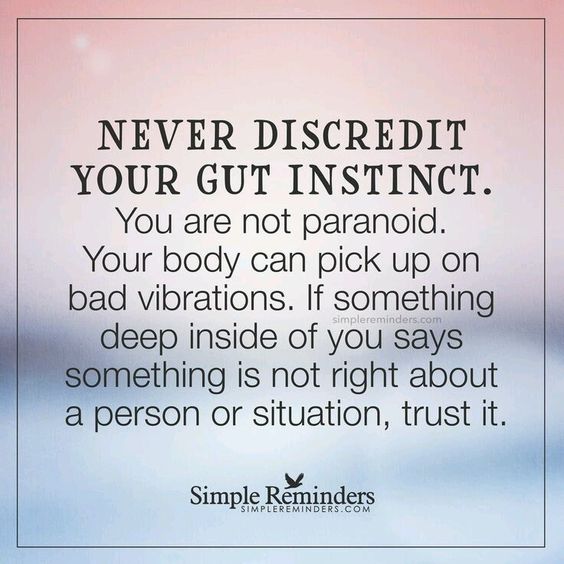 NEVER DISCREDIT
YOUR GUT INSTINCT.
You are not paranoid.
Your body can pick up on
bad vibrations. If something
simplereminders.com
deep inside of you says
something is not right about
a person or situation, trust it.
Simple Reminders
SIMPLEREMINDERS.COM